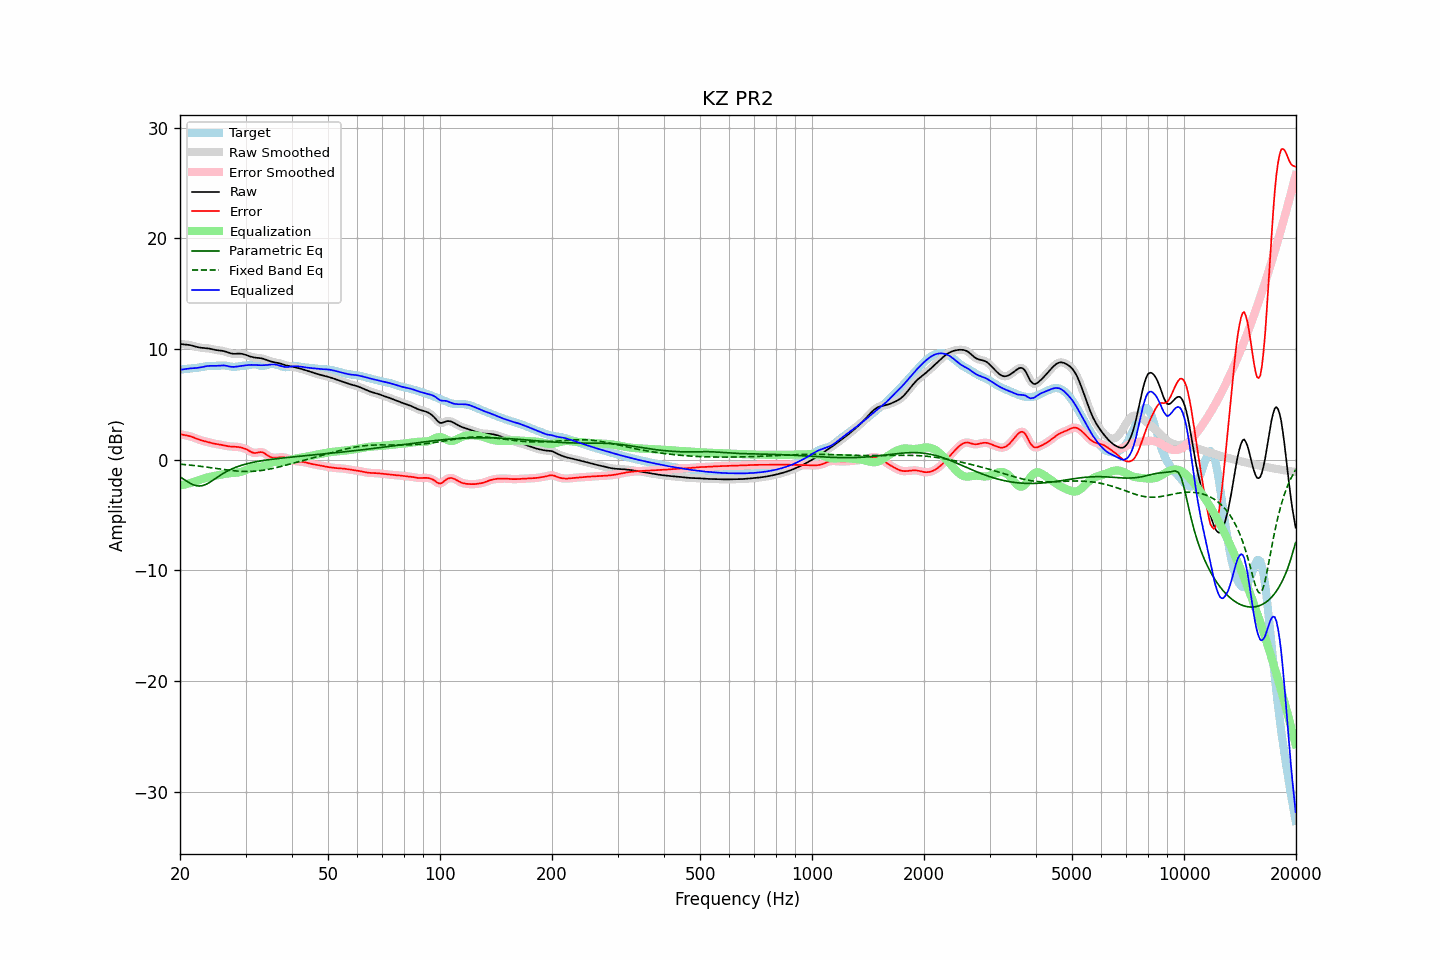 KZ PR2
Target
Raw Smoothed
Error Smoothed
Raw
Error
Equalization
Parametric Eq
Fixed Band Eq
Equalized
Amplitude (dBr)
30
20
10
0
−10
−20
−30
20
50
100
200
500
1000
2000
5000
10000
20000
Frequency (Hz)